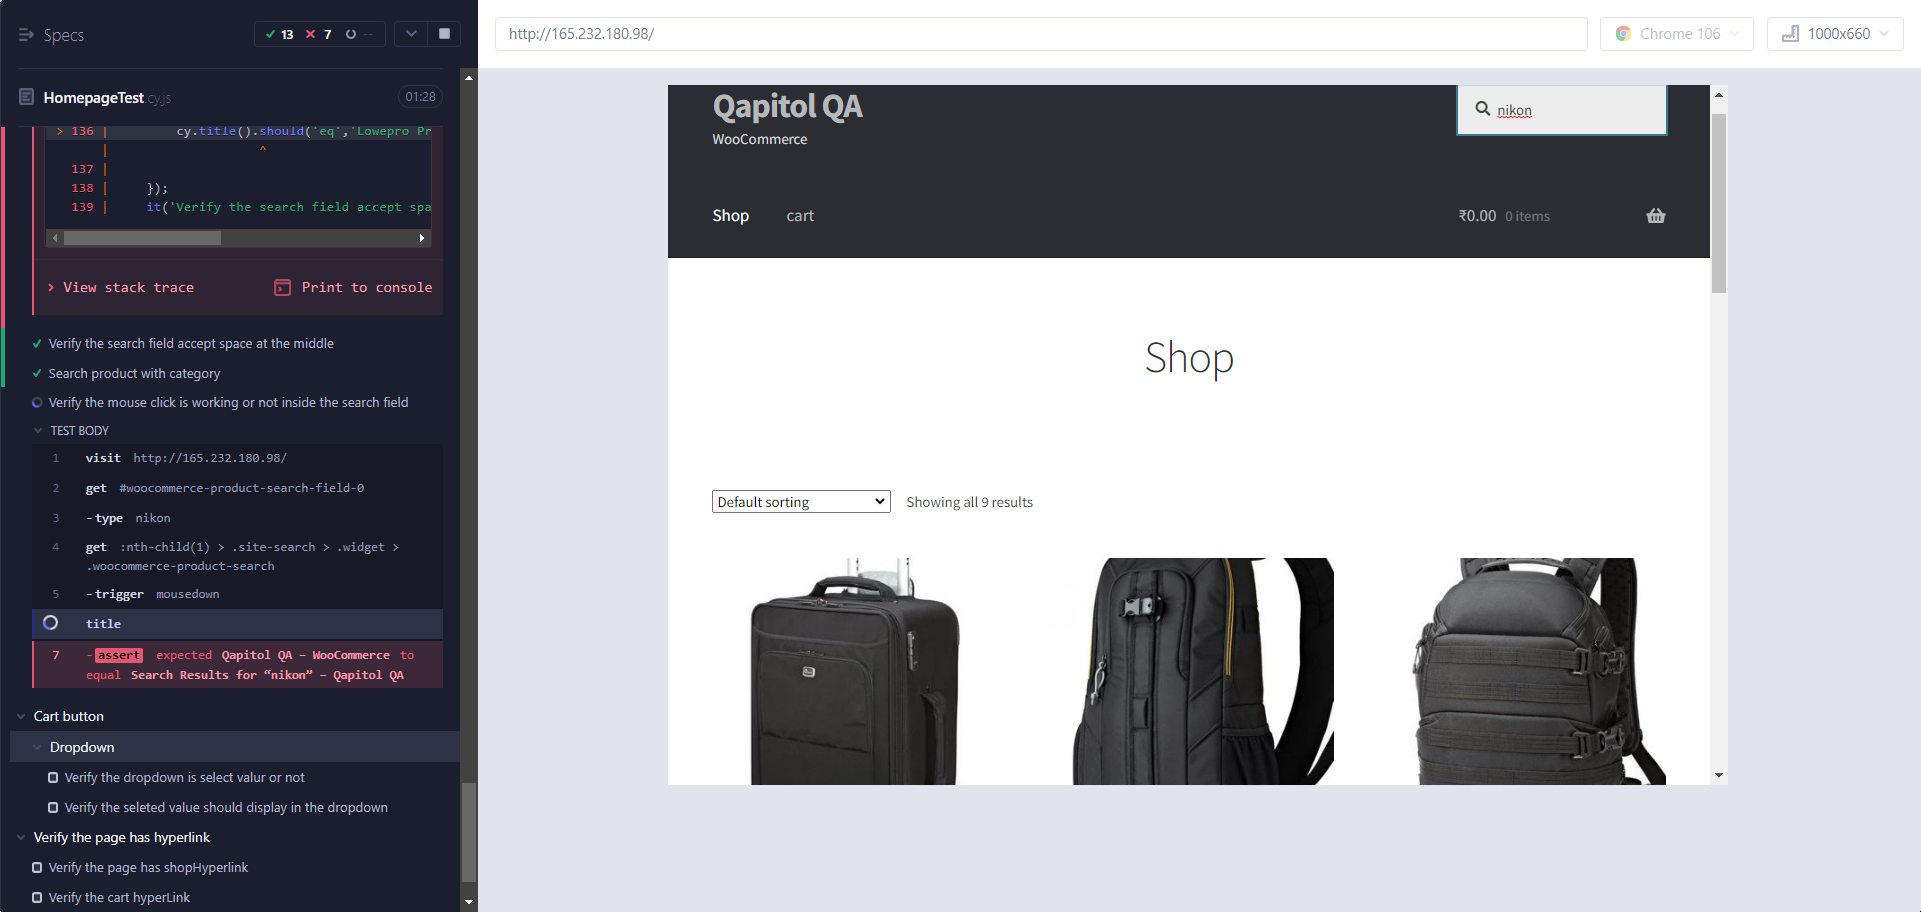 Specs
13 7 --
HomepageTest.cy.js
01:28
> 136 | cy.title().should('eq','Lowepro Pr
| ^
137 |
138 | });
139 | it('Verify the search field accept spa
View stack trace
Print to console
Verify the search field accept space at the middle
Search product with category
Verify the mouse click is working or not inside the search field
TEST BODY
1 visit http://165.232.180.98/
2 get #woocommerce-product-search-field-0
3 -type nikon
4 get :nth-child(1) > .site-search > .widget >
.woocommerce-product-search
5 -trigger mousedown
title
7 -assert expected Qapitol QA – WooCommerce to
equal Search Results for “nikon” – Qapitol QA
Cart button
Dropdown
Verify the dropdown is select valur or not
Verify the seleted value should display in the dropdown
Verify the page has hyperlink
Verify the page has shopHyperlink
Verify the cart hyperLink
http://165.232.180.98/
Chrome 106
1000x660
Qapitol QA
WooCommerce
nikon
Shop
cart
₹0.00 0 items
Shop
Default sorting
Showing all 9 results